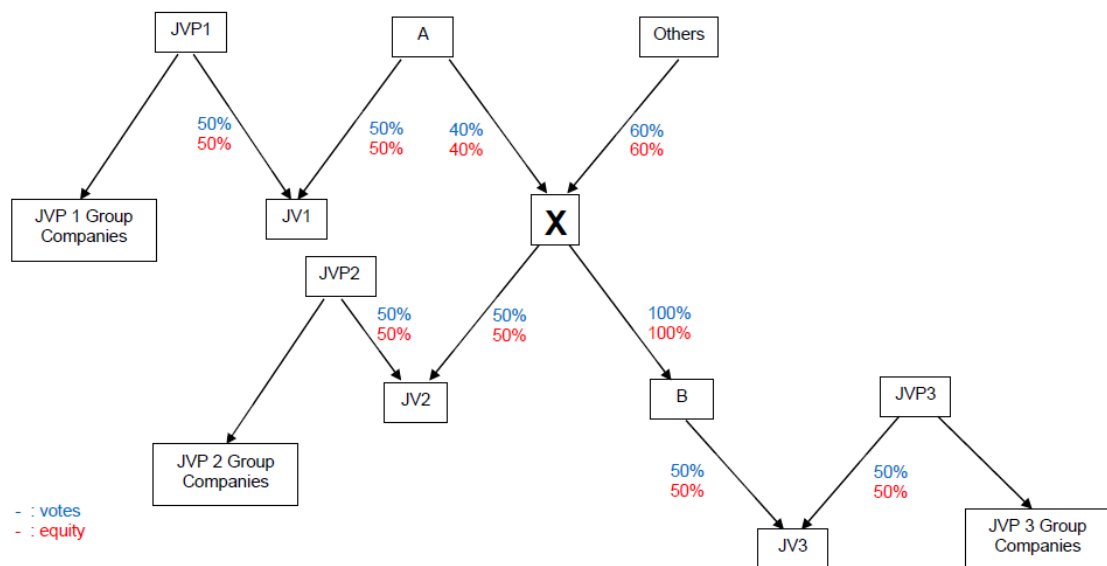 JVP1
A
Others
50%
50%
50%
50%
40%
40%
60%
60%
JVP 1 Group
Companies
JV1
X
JVP2
50%
50%
50%
50%
100%
100%
JV2
B
JVP3
JVP 2 Group
Companies
50%
50%
50%
50%
- : votes
- : equity
JV3
JVP 3 Group
Companies